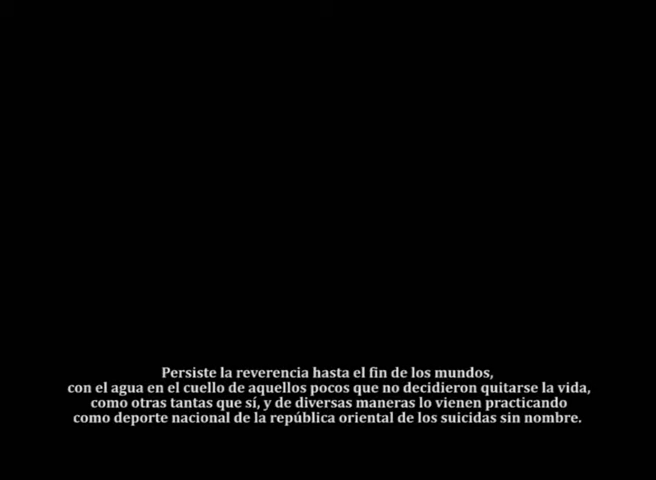 Persiste la reverencia hasta el fin de los mundos,
con el agua en el cuello de aquellos pocos que no decidieron quitarse la vida,
como otras tantas que sí, y de diversas maneras lo vienen practicando
como deporte nacional de la república oriental de los suicidas sin nombre.